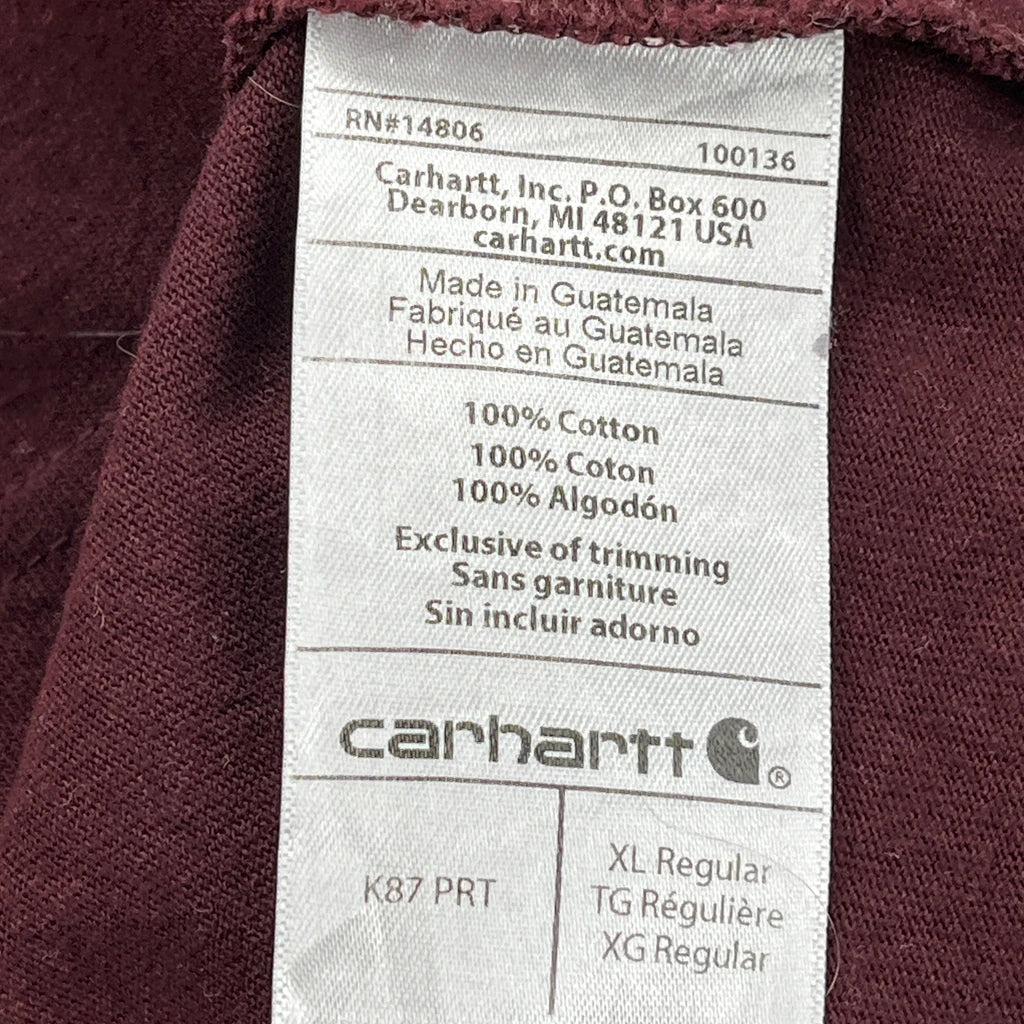 RN#14806
100136
Carhartt, Inc. P.O. Box 600
Dearborn, MI 48121 USA
carhartt.com
Made in Guatemala
Fabriqué au Guatemala
Hecho en Guatemala
100% Cotton
100% Coton
100% Algodón
Exclusive of trimming
Sans garniture
Sin incluir adorno
carhartt®
K87 PRT
XL Regular
TG Régulière
XG Regular